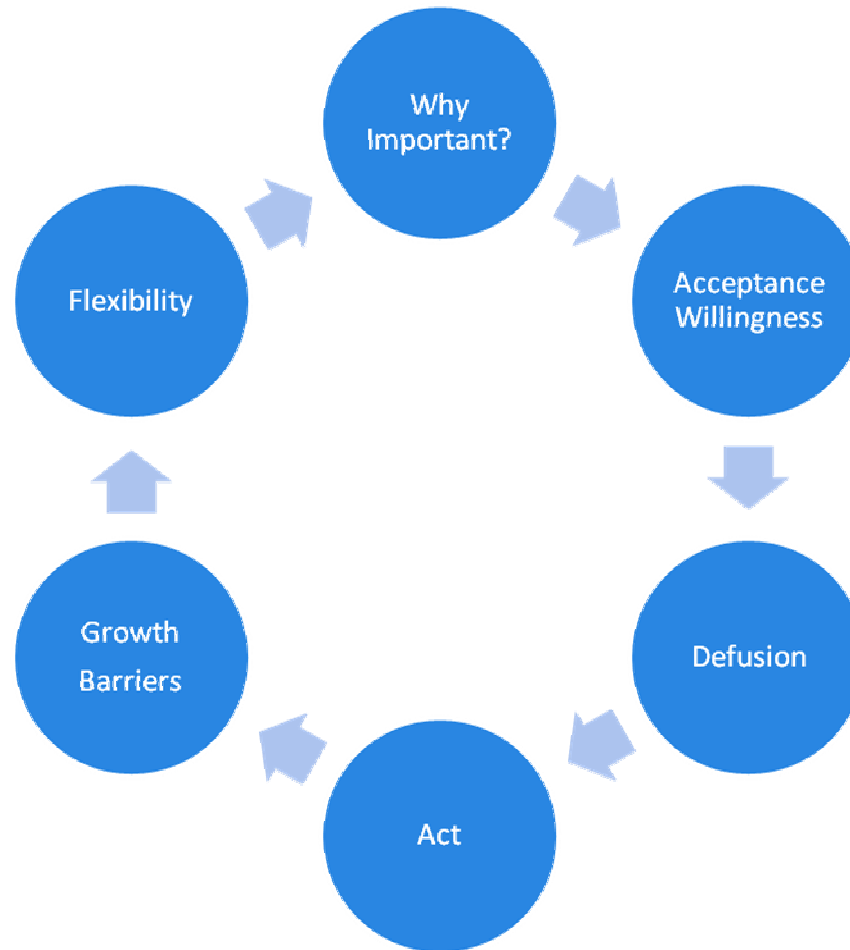 Why
Important?
Acceptance
Willingness
Defusion
Act
Growth
Barriers
Flexibility